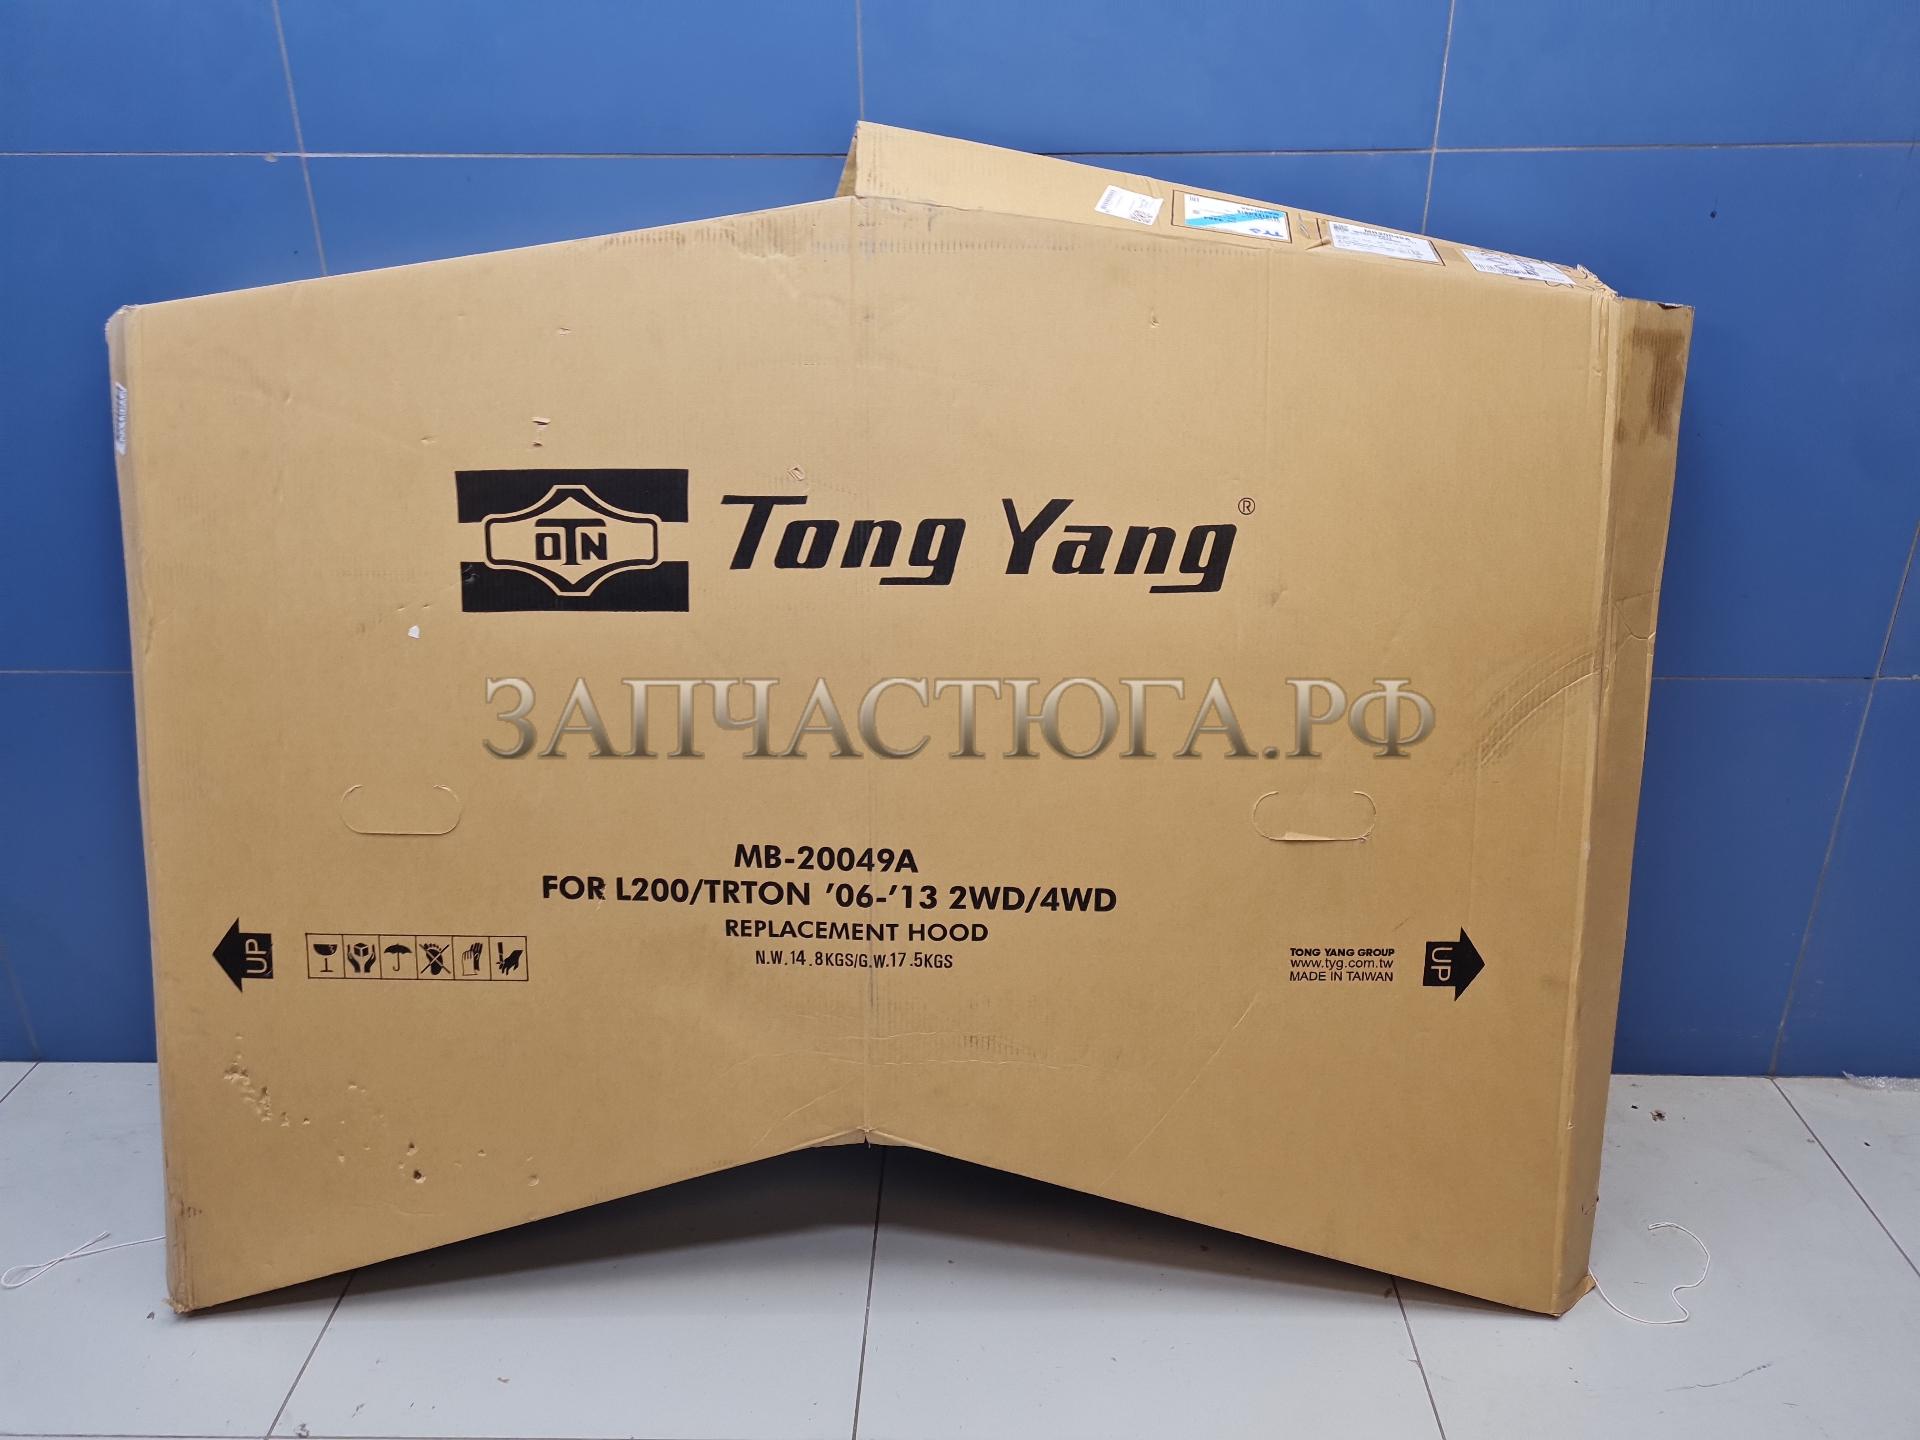 OTN
Tong Yang®
ЗАПЧАСТЮГА.РФ
MB-20049A
FOR L200/TRTON '06-'13 2WD/4WD
REPLACEMENT HOOD
N.W.14.8KGS/G.W.17.5KGS
UP
TONG YANG GROUP
www.tyg.com.tw
MADE IN TAIWAN
UP